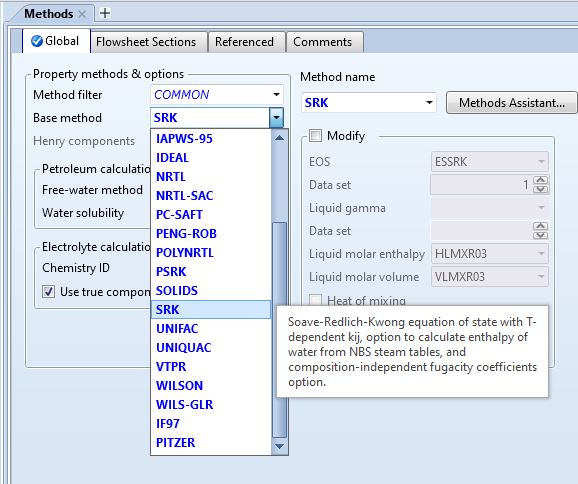 Methods × +
Global
Flowsheet Sections
Referenced
Comments
Property methods & options
Method filter
COMMON
Base method
SRK
Henry components
Petroleum calculatio
Free-water method
Water solubility
Electrolyte calculatio
Chemistry ID
Use true compon
IAPWS-95
IDEAL
NRTL
NRTL-SAC
PC-SAFT
PENG-ROB
POLYNRTL
PSRK
SOLIDS
SRK
UNIFAC
UNIQUAC
VTPR
WILSON
WILS-GLR
IF97
PITZER
Method name
SRK
Methods Assistant...
Modify
EOS
ESSRK
Data set
1
Liquid gamma
Data set
Liquid molar enthalpy
HLMXR03
Liquid molar volume
VLMXR03
Heat of mixing
Soave-Redlich-Kwong equation of state with T-
dependent kij, option to calculate enthalpy of
water from NBS steam tables, and
composition-independent fugacity coefficients
option.